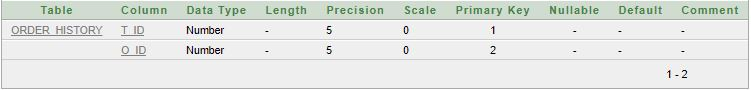 Table Column Data Type Length Precision Scale Primary Key Nullable Default Comment
ORDER_HISTORY T_ID Number - 5 0 1 - - -
O_ID Number - 5 0 2 - - -
1 - 2